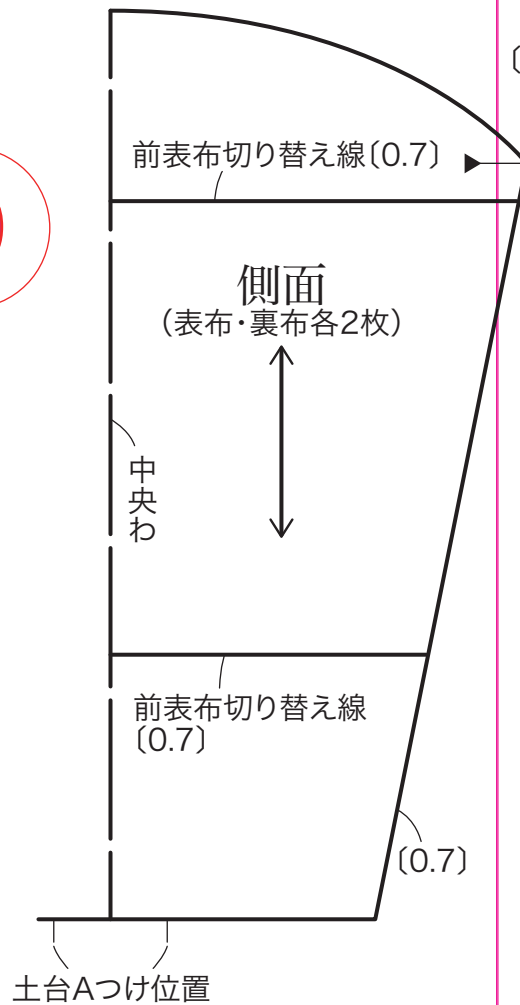 〔
前表布切り替え線〔0.7〕
側面
(表布・裏布各2枚)
中央わ
前表布切り替え線
〔0.7〕
〔0.7〕
土台Aつけ位置